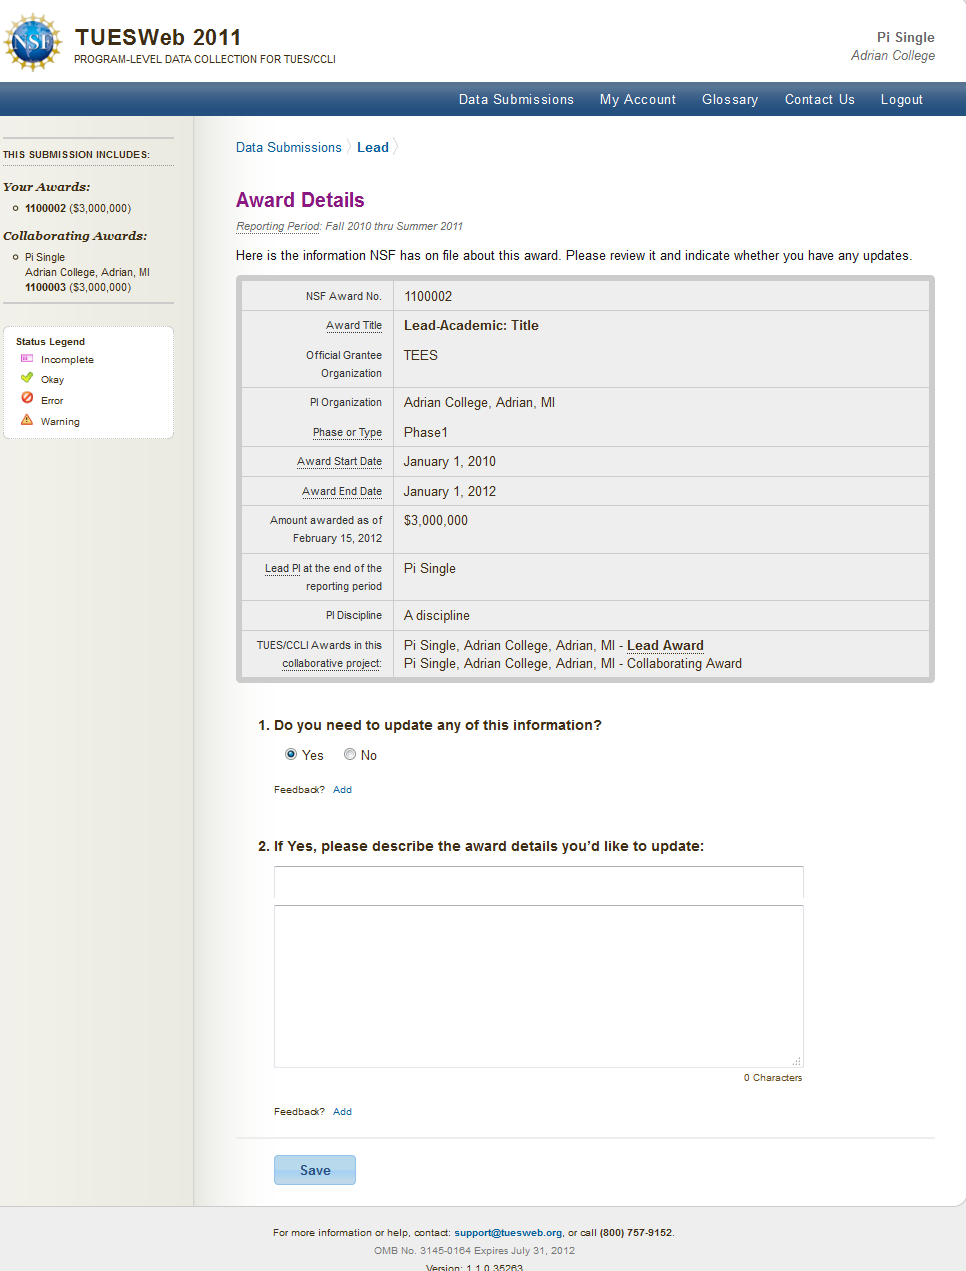 NSF
TUESWeb 2011
PROGRAM-LEVEL DATA COLLECTION FOR TUES/CCLI
Pi Single
Adrian College
Data Submissions My Account Glossary Contact Us Logout
THIS SUBMISSION INCLUDES:
Your Awards:
1100002 ($3,000,000)
Collaborating Awards:
Pi Single
Adrian College, Adrian, MI
1100003 ($3,000,000)
Status Legend
Incomplete
Okay
Error
Warning
Data Submissions Lead
Award Details
Reporting Period: Fall 2010 thru Summer 2011
Here is the information NSF has on file about this award. Please review it and indicate whether you have any updates.
NSF Award No. 1100002
Award Title Lead-Academic: Title
Official Grantee Organization TEES
PI Organization Adrian College, Adrian, MI
Phase or Type Phase1
Award Start Date January 1, 2010
Award End Date January 1, 2012
Amount awarded as of February 15, 2012 $3,000,000
Lead PI at the end of the reporting period Pi Single
PI Discipline A discipline
TUES/CCLI Awards in this collaborative project: Pi Single, Adrian College, Adrian, MI - Lead Award
Pi Single, Adrian College, Adrian, MI - Collaborating Award
1. Do you need to update any of this information?
Yes No
Feedback? Add
2. If Yes, please describe the award details you'd like to update:
0 Characters
Feedback? Add
Save
For more information or help, contact: support@tuesweb.org, or call (800) 757-9152.
OMB No. 3145-0164 Expires July 31, 2012
Version: 1.1.0.35263